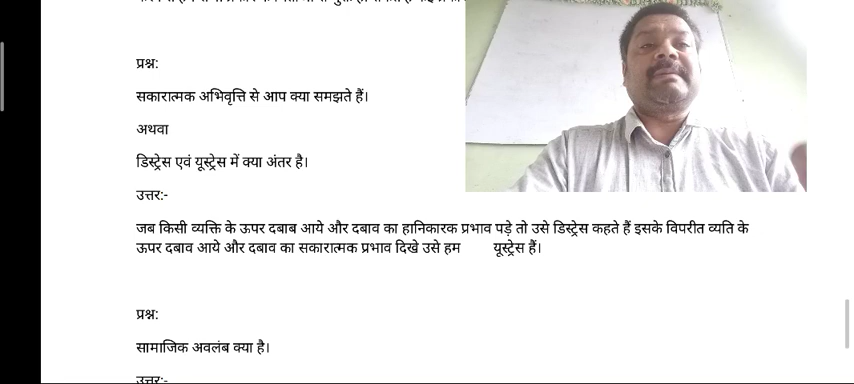 प्रश्न:
सकारात्मक अभिवृत्ति से आप क्या समझते हैं।
अथवा
डिस्ट्रेस एवं यूस्ट्रेस में क्या अंतर है।
उत्तर:-
जब किसी व्यक्ति के ऊपर दबाब आये और दबाव का हानिकारक प्रभाव पड़े तो उसे डिस्ट्रेस कहते हैं इसके विपरीत व्यति के
ऊपर दबाव आये और दबाव का सकारात्मक प्रभाव दिखे उसे हम यूस्ट्रेस हैं।
प्रश्न:
सामाजिक अवलंब क्या है।
उत्तर:-